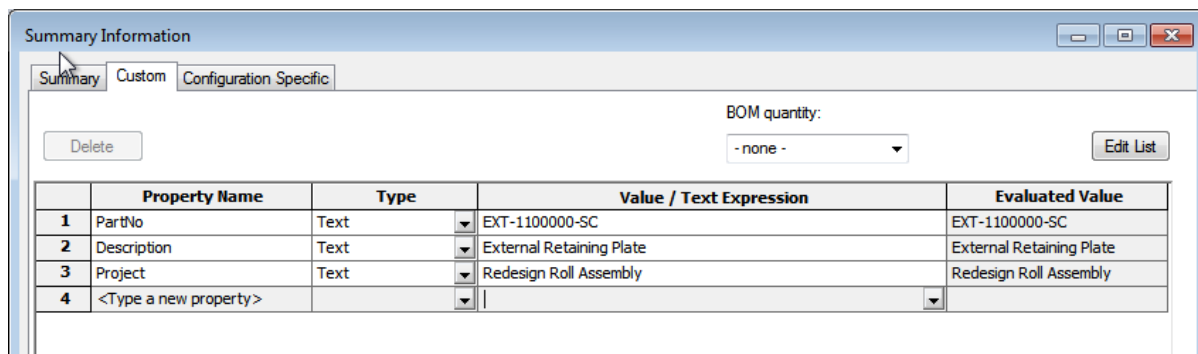 Summary Information
Summary Custom Configuration Specific
BOM quantity:
Delete - none - Edit List
Property Name Type Value / Text Expression Evaluated Value
1 PartNo Text EXT-1100000-SC EXT-1100000-SC
2 Description Text External Retaining Plate External Retaining Plate
3 Project Text Redesign Roll Assembly Redesign Roll Assembly
4 <Type a new property>